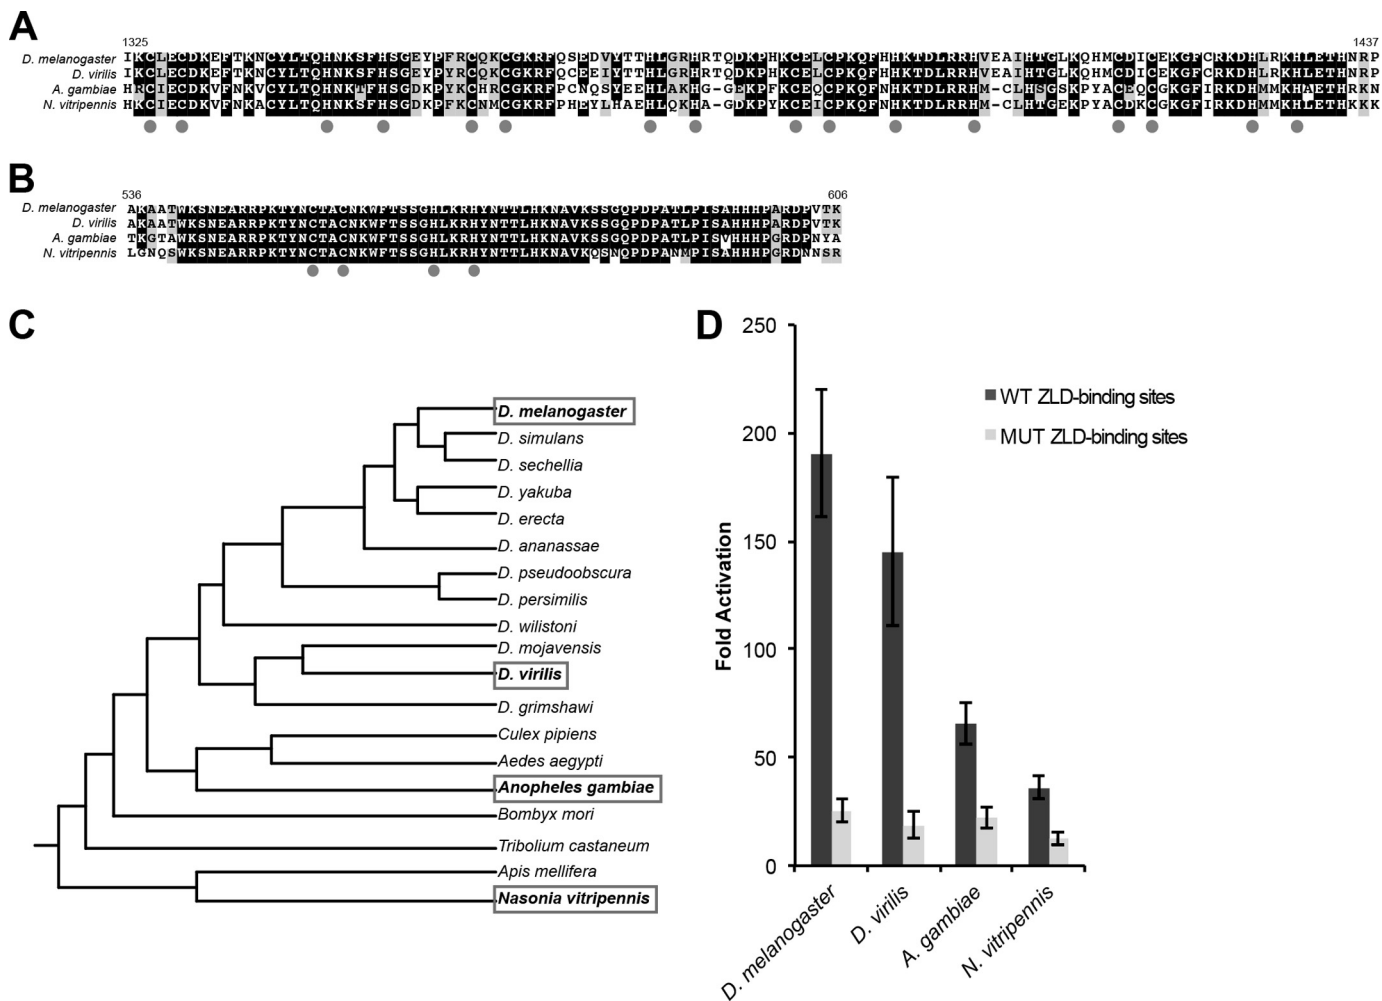 A
1325 1437
D. melanogaster IKCLECDKEFTKNCYLTQHNKSFHSGEYPFRCQKCGKRFQSEDVYTTHLGRHRTQDKPHKCELCPKQFHHKTDLRRHVEAIHTGLKQHMCDICEKGFCRKDHLRKHLETHNRP
D. virilis IKCLECDKEFTKNCYLTQHNKSFHSGEYPYRCQKCGKRFQCEEIYTTHLGRHRTQDKPHKCELCPKQFHHKTDLRRHVEAIHTGLKQHMCDICEKGFCRKDHLRKHLETHNRP
A. gambiae HRCIECDKVFNKVCYLTQHNKTFHSGEKPFKCHRCGKRFPCNQSYEEHLAKHG-GEKPFKCEQCPKQFNHKTDLRRHM-CLHSGSKPYACEQCGKGFIRKDHMMKHAETHKKN
N. vitripennis HKCIECDKVFNKACYLTQHNKSFHSGDKPFKCNMCGKRFPHEYLHAEHLQKHA-GDKPYKCEICPKQFNHKTDLRRHM-CLHTGEKPYACDKCGKGFIRKDHMMKHLETHKKK
B
536 606
D. melanogaster AKAATWKSNEARRPKTYNCTACNKWFTSSGHLKRHYNTTLHKNAVKSSGQPDPATLPISAHHHPARDPVTK
D. virilis AKAATWKSNEARRPKTYNCTACNKWFTSSGHLKRHYNTTLHKNAVKSSGQPDPATLPISAHHHPARDPVTK
A. gambiae TKGTAWKSNEARRPKTYNCTACNKWFTSSGHLKRHYNTTLHKNAVKSSGQPDPATLPISVHHHPGRDPNYA
N. vitripennis LGNQSWKSNEARRPKTYNCTACNKWFTSSGHLKRHYNTTLHKNAVKQSNQPDPANMPISAHHHPGRDNNSR
C
D. melanogaster
D. simulans
D. sechellia
D. yakuba
D. erecta
D. ananassae
D. pseudoobscura
D. persimilis
D. wilistoni
D. mojavensis
D. virilis
D. grimshawi
Culex pipiens
Aedes aegypti
Anopheles gambiae
Bombyx mori
Tribolium castaneum
Apis mellifera
Nasonia vitripennis
D
Fold Activation
250
200
150
100
50
0
WT ZLD-binding sites
MUT ZLD-binding sites
D. melanogaster
D. virilis
A. gambiae
N. vitripennis